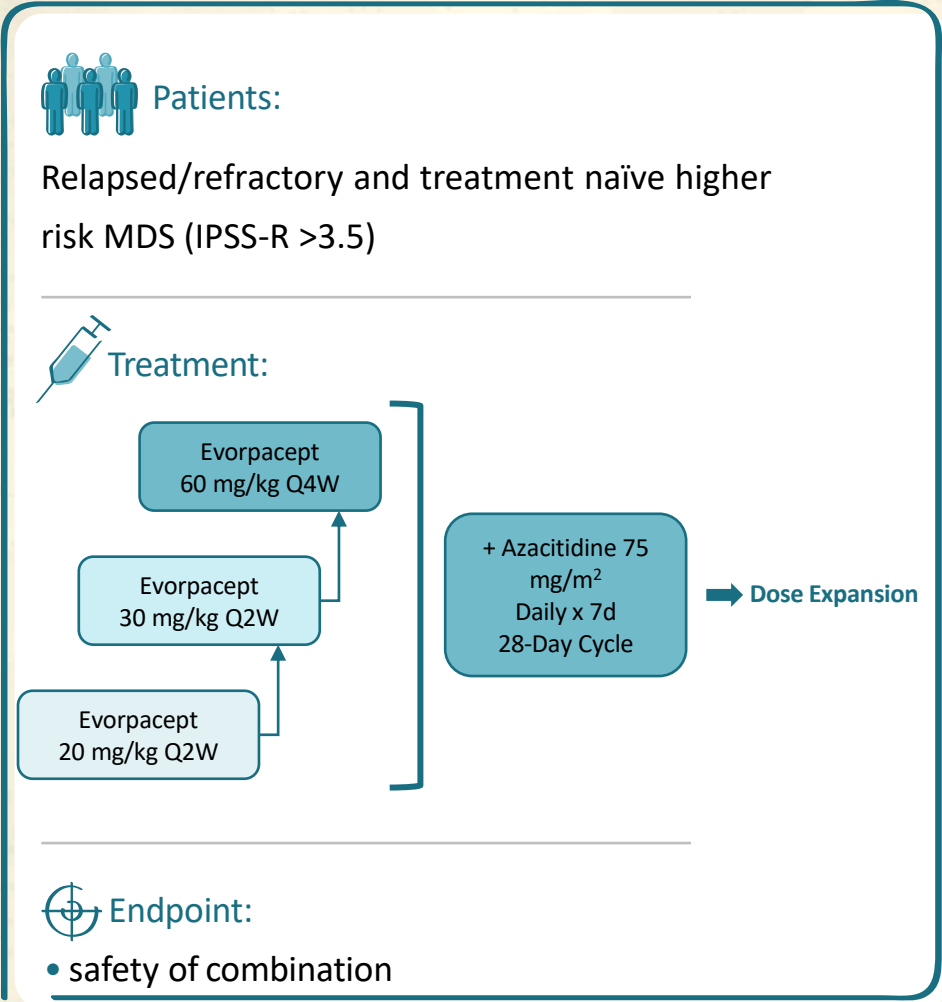 Patients:
Relapsed/refractory and treatment naïve higher
risk MDS (IPSS-R >3.5)
Treatment:
Evorpacept
60 mg/kg Q4W
Evorpacept
30 mg/kg Q2W
Evorpacept
20 mg/kg Q2W
+ Azacitidine 75
mg/m²
Daily x 7d
28-Day Cycle
Dose Expansion
Endpoint:
• safety of combination